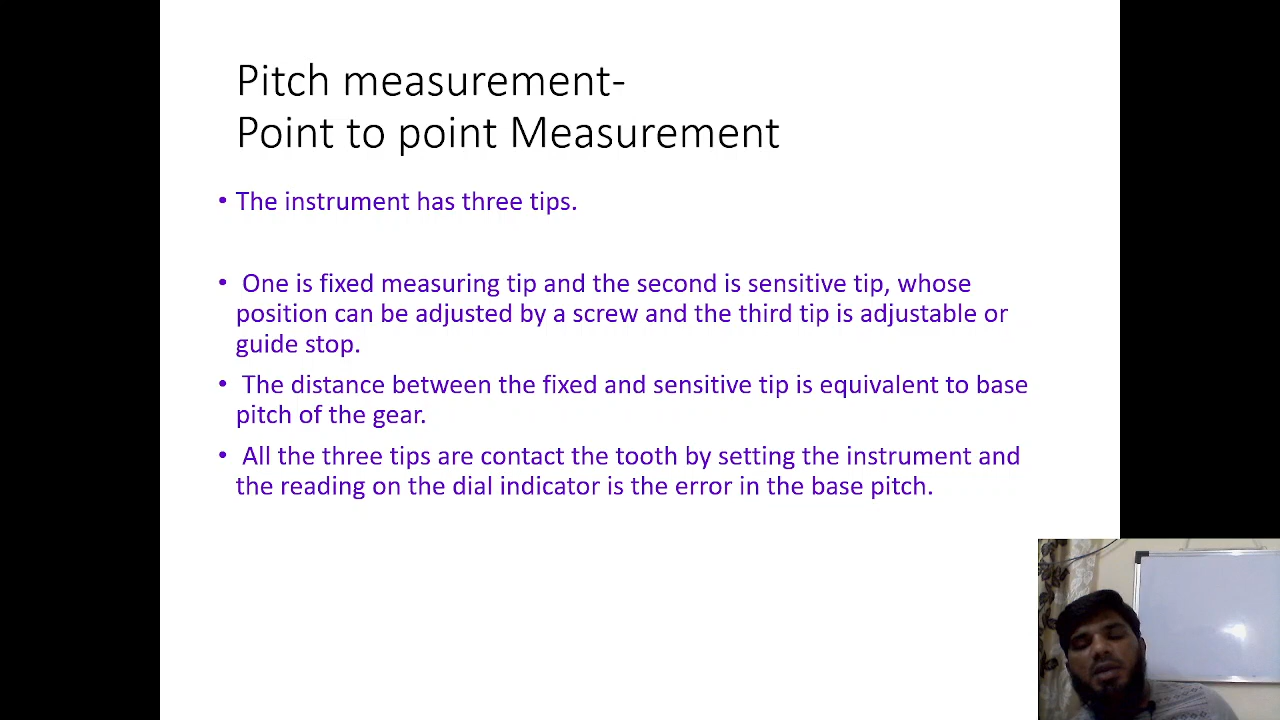 Pitch measurement-
Point to point Measurement
• The instrument has three tips.
• One is fixed measuring tip and the second is sensitive tip, whose
position can be adjusted by a screw and the third tip is adjustable or
guide stop.
• The distance between the fixed and sensitive tip is equivalent to base
pitch of the gear.
• All the three tips are contact the tooth by setting the instrument and
the reading on the dial indicator is the error in the base pitch.